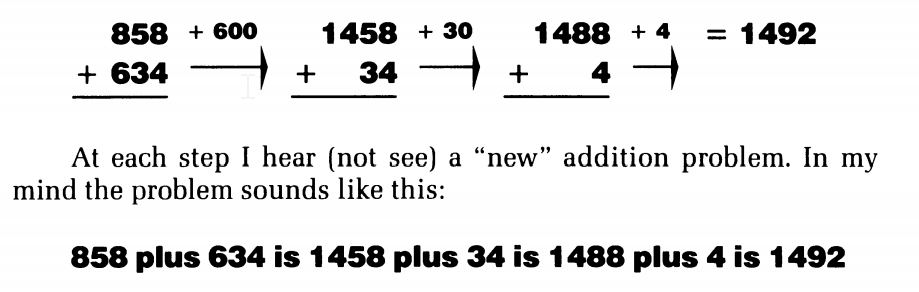 858 + 600 1458 + 30 1488 + 4 = 1492
+ 634 + 34 + 4
At each step I hear (not see) a “new” addition problem. In my
mind the problem sounds like this:
858 plus 634 is 1458 plus 34 is 1488 plus 4 is 1492